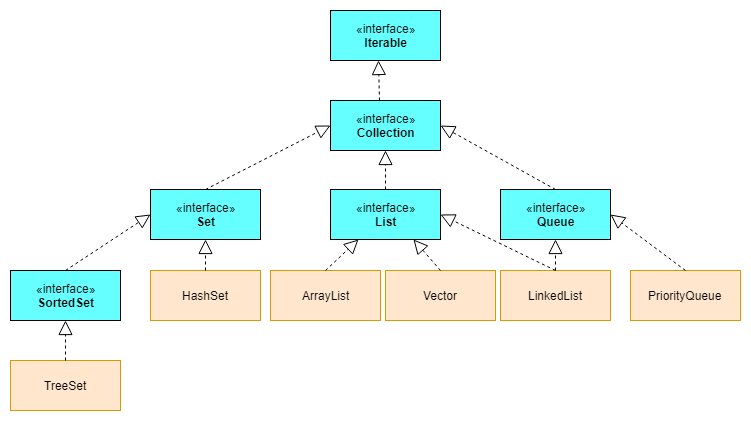 «interface»
Iterable
«interface»
Collection
«interface»
Set
«interface»
List
«interface»
Queue
«interface»
SortedSet
HashSet
ArrayList
Vector
LinkedList
PriorityQueue
TreeSet